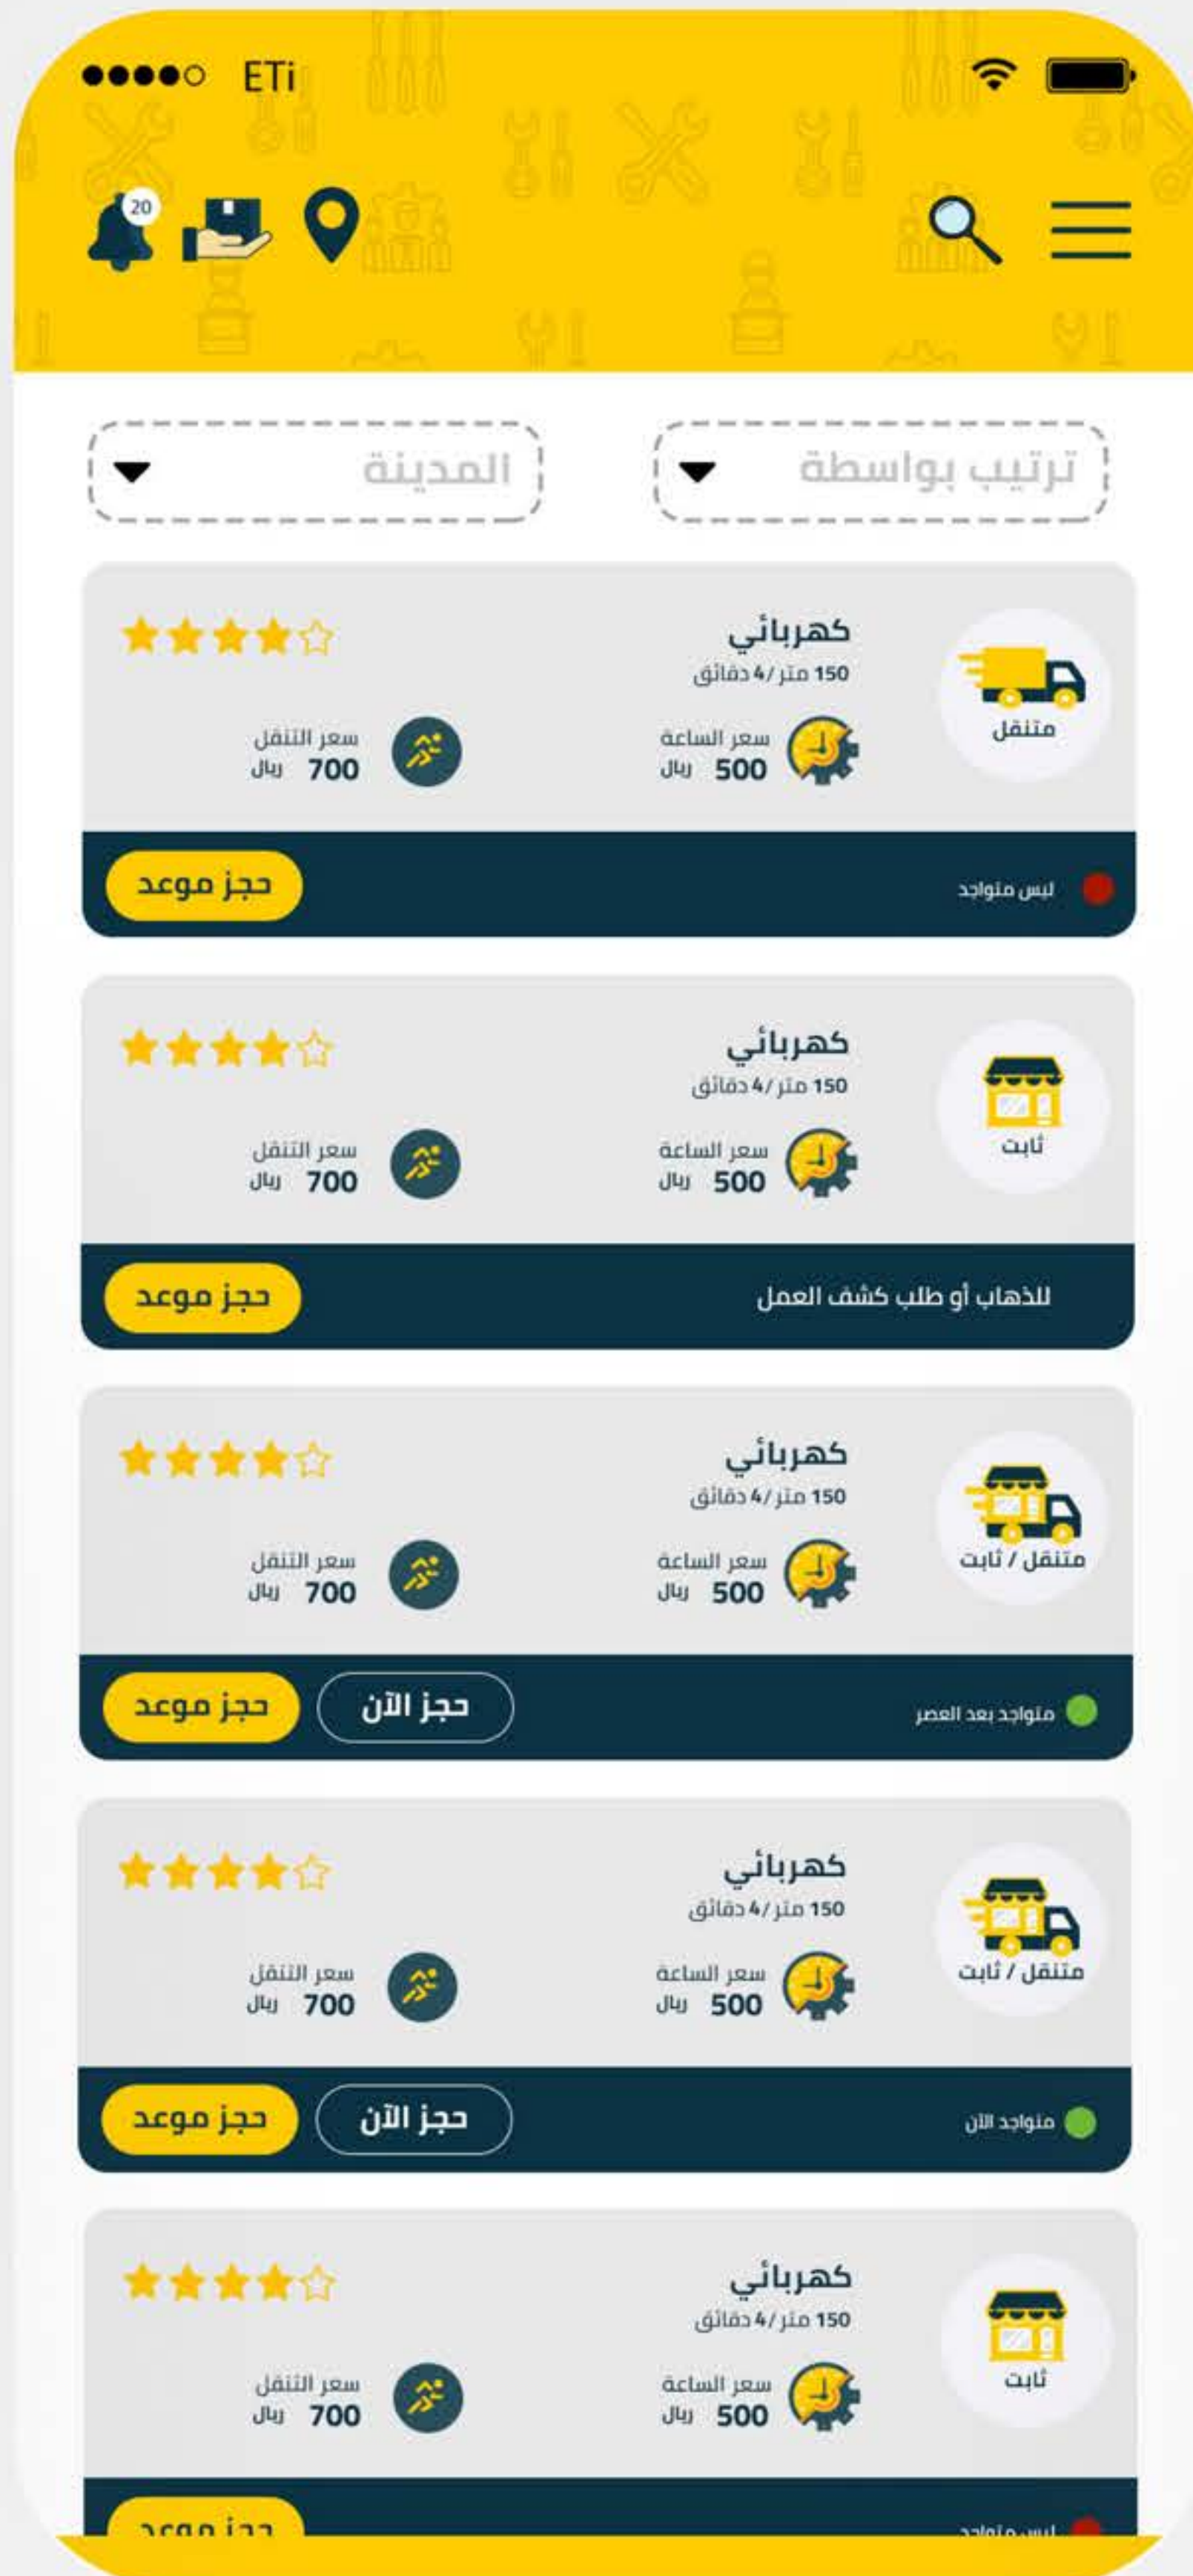 ETi
20
ترتيب بواسطة
المدينة
كهربائي
150 متر/4 دقائق
متنقل
سعر الساعة
500 ريال
سعر التنقل
700 ريال
ليس متواجد
حجز موعد
كهربائي
150 متر/4 دقائق
ثابت
سعر الساعة
500 ريال
سعر التنقل
700 ريال
للذهاب أو طلب كشف العمل
حجز موعد
كهربائي
150 متر/4 دقائق
متنقل / ثابت
سعر الساعة
500 ريال
سعر التنقل
700 ريال
متواجد بعد العصر
حجز الآن
حجز موعد
كهربائي
150 متر/4 دقائق
متنقل / ثابت
سعر الساعة
500 ريال
سعر التنقل
700 ريال
متواجد الآن
حجز الآن
حجز موعد
كهربائي
150 متر/4 دقائق
ثابت
سعر الساعة
500 ريال
سعر التنقل
700 ريال
ليس متواجد
حجز موعد